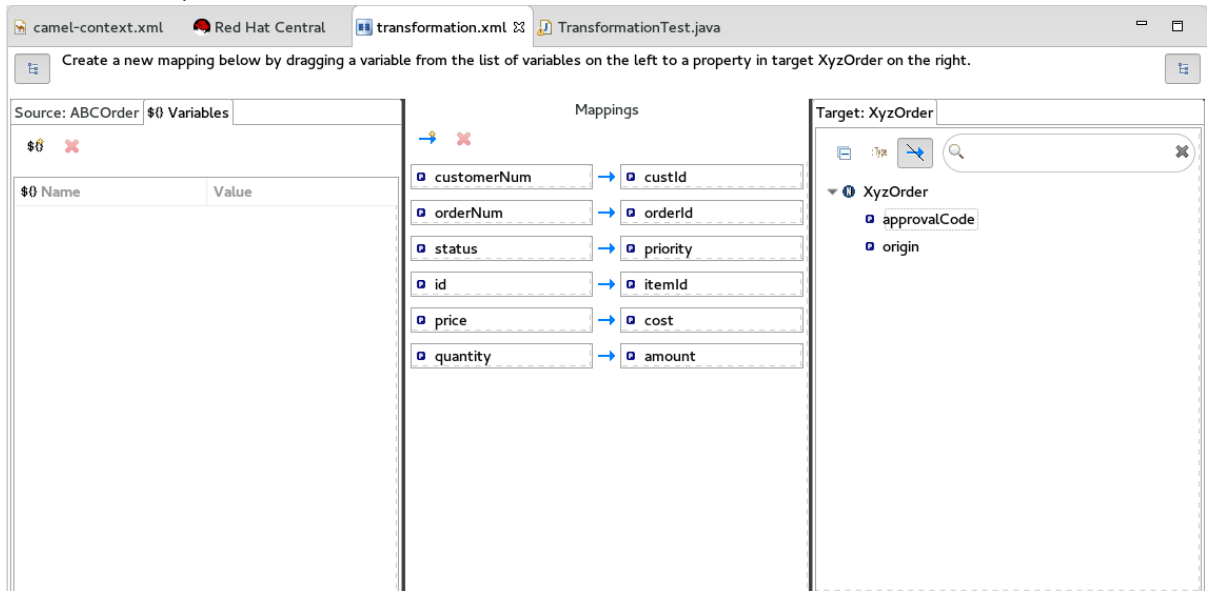 camel-context.xml Red Hat Central transformation.xml TransformationTest.java
Create a new mapping below by dragging a variable from the list of variables on the left to a property in target XyzOrder on the right.
Source: ABCOrder ${} Variables
${}
${} Name Value
Mappings
customerNum custId
orderNum orderId
status priority
id itemId
price cost
quantity amount
Target: XyzOrder
:Type
XyzOrder
approvalCode
origin